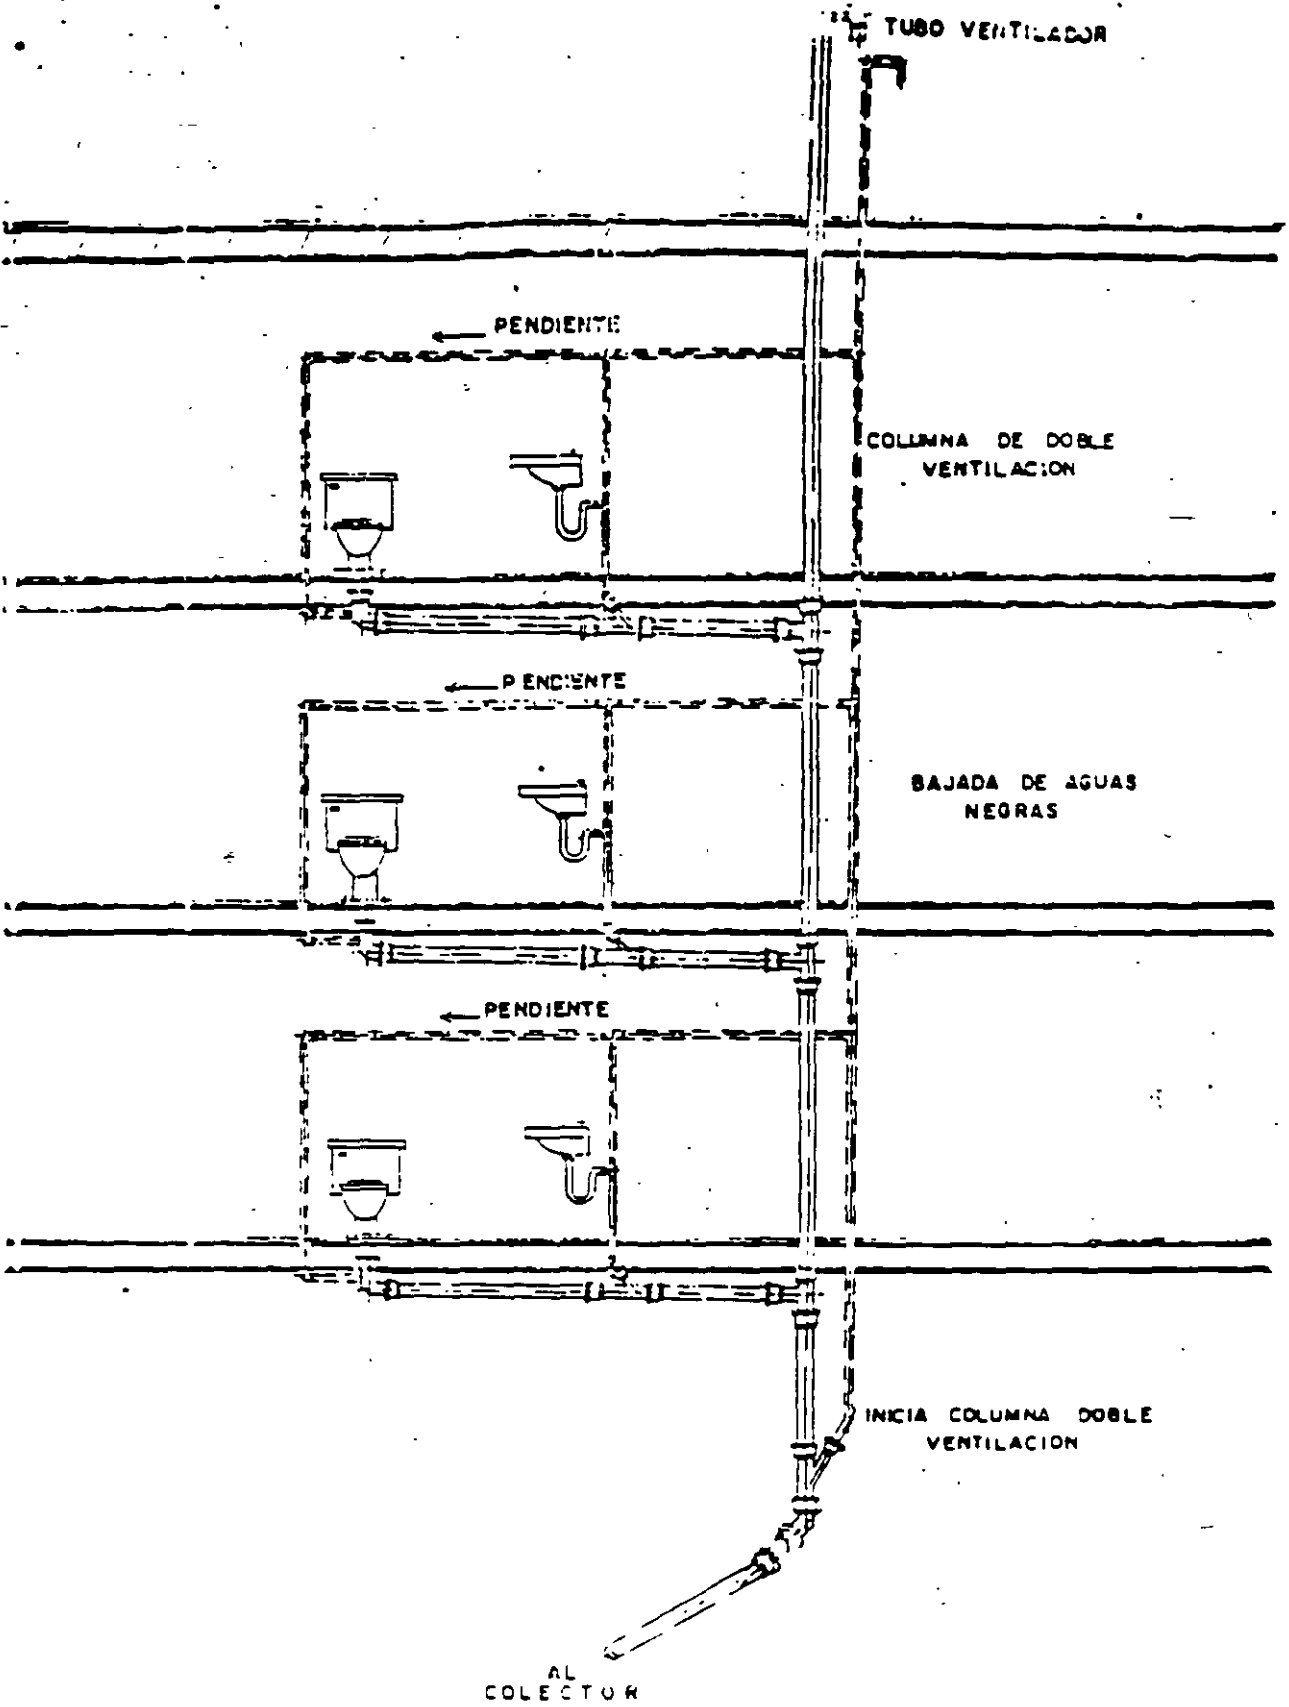 TUBO VENTILADOR
PENDIENTE
COLUMNA DE DOBLE
VENTILACION
PENDIENTE
BAJADA DE AGUAS
NEGRAS
PENDIENTE
INICIA COLUMNA DOBLE
VENTILACION
AL
COLECTOR